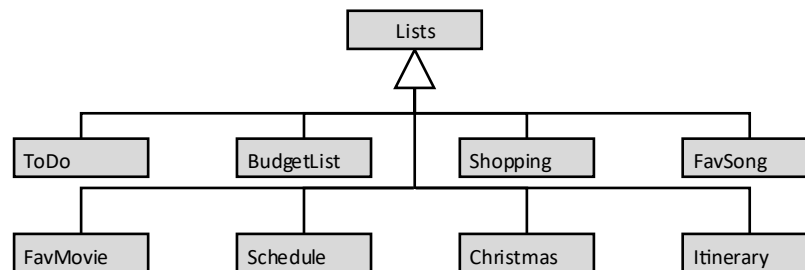 Lists
ToDo
BudgetList
Shopping
FavSong
FavMovie
Schedule
Christmas
Itinerary